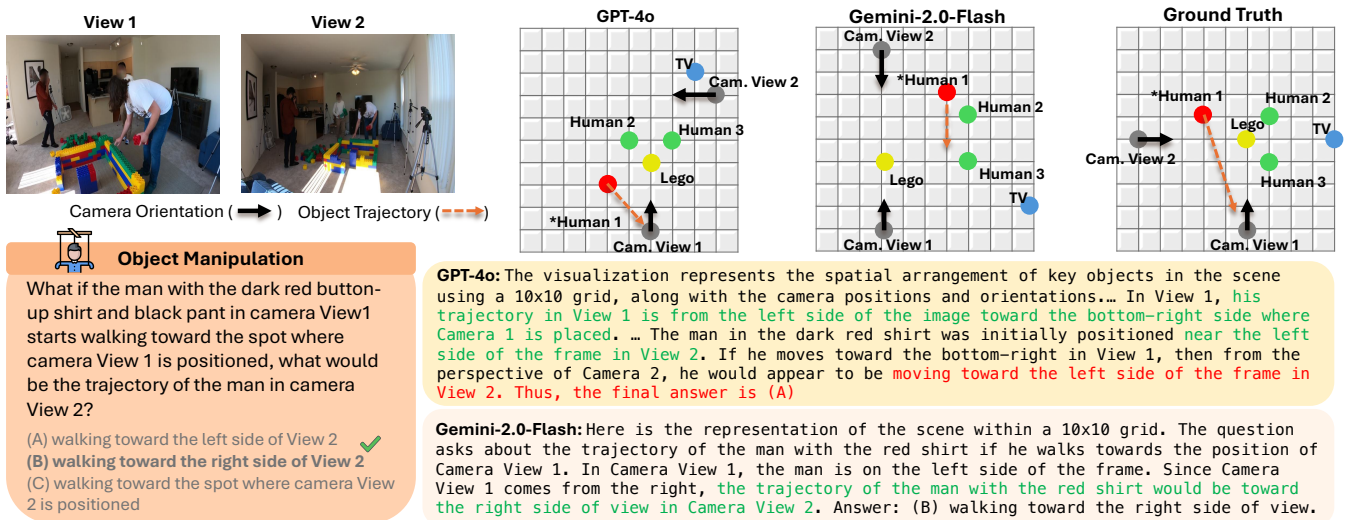 View 1
View 2
Camera Orientation ( )
Object Trajectory ( )
GPT-4o
TV
Cam. View 2
Human 2
Human 3
Lego
*Human 1
Cam. View 1
Gemini-2.0-Flash
Cam. View 2
*Human 1
Human 2
Lego
Human 3
TV
Cam. View 1
Ground Truth
*Human 1
Human 2
Lego
TV
Cam. View 2
Human 3
Cam. View 1
Object Manipulation
What if the man with the dark red button-
up shirt and black pant in camera View1
starts walking toward the spot where
camera View 1 is positioned, what would
be the trajectory of the man in camera
View 2?
(A) walking toward the left side of View 2
(B) walking toward the right side of View 2
(C) walking toward the spot where camera View
2 is positioned
GPT-4o: The visualization represents the spatial arrangement of key objects in the scene
using a 10x10 grid, along with the camera positions and orientations.… In View 1, his
trajectory in View 1 is from the left side of the image toward the bottom-right side where
Camera 1 is placed. … The man in the dark red shirt was initially positioned near the left
side of the frame in View 2. If he moves toward the bottom-right in View 1, then from the
perspective of Camera 2, he would appear to be moving toward the left side of the frame in
View 2. Thus, the final answer is (A)
Gemini-2.0-Flash: Here is the representation of the scene within a 10x10 grid. The question
asks about the trajectory of the man with the red shirt if he walks towards the position of
Camera View 1. In Camera View 1, the man is on the left side of the frame. Since Camera
View 1 comes from the right, the trajectory of the man with the red shirt would be toward
the right side of view in Camera View 2. Answer: (B) walking toward the right side of view.